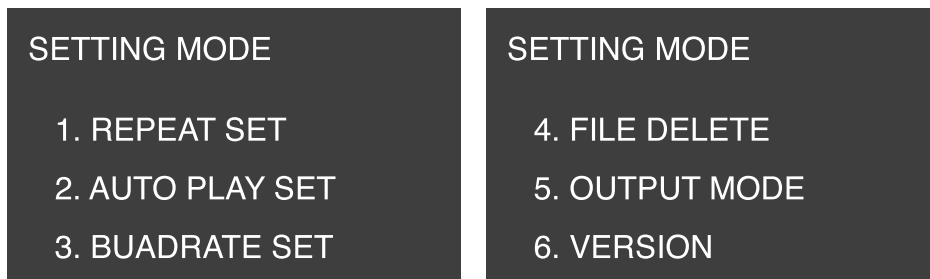 SETTING MODE
1. REPEAT SET
2. AUTO PLAY SET
3. BUADRATE SET
SETTING MODE
4. FILE DELETE
5. OUTPUT MODE
6. VERSION